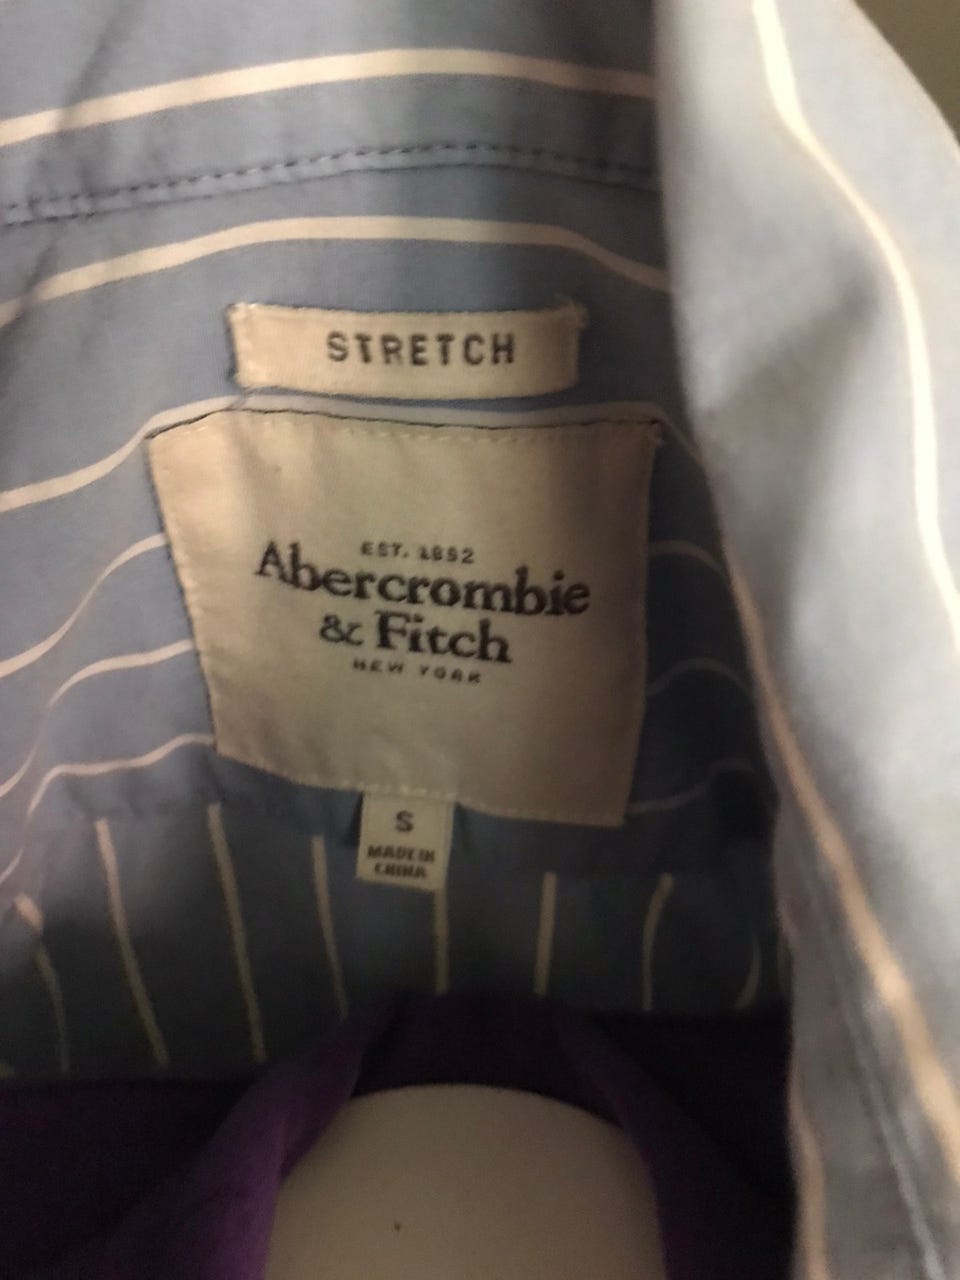 STRETCH
EST. 1892
Abercrombie
& Fitch
NEW YORK
S
MADE IN
CHINA